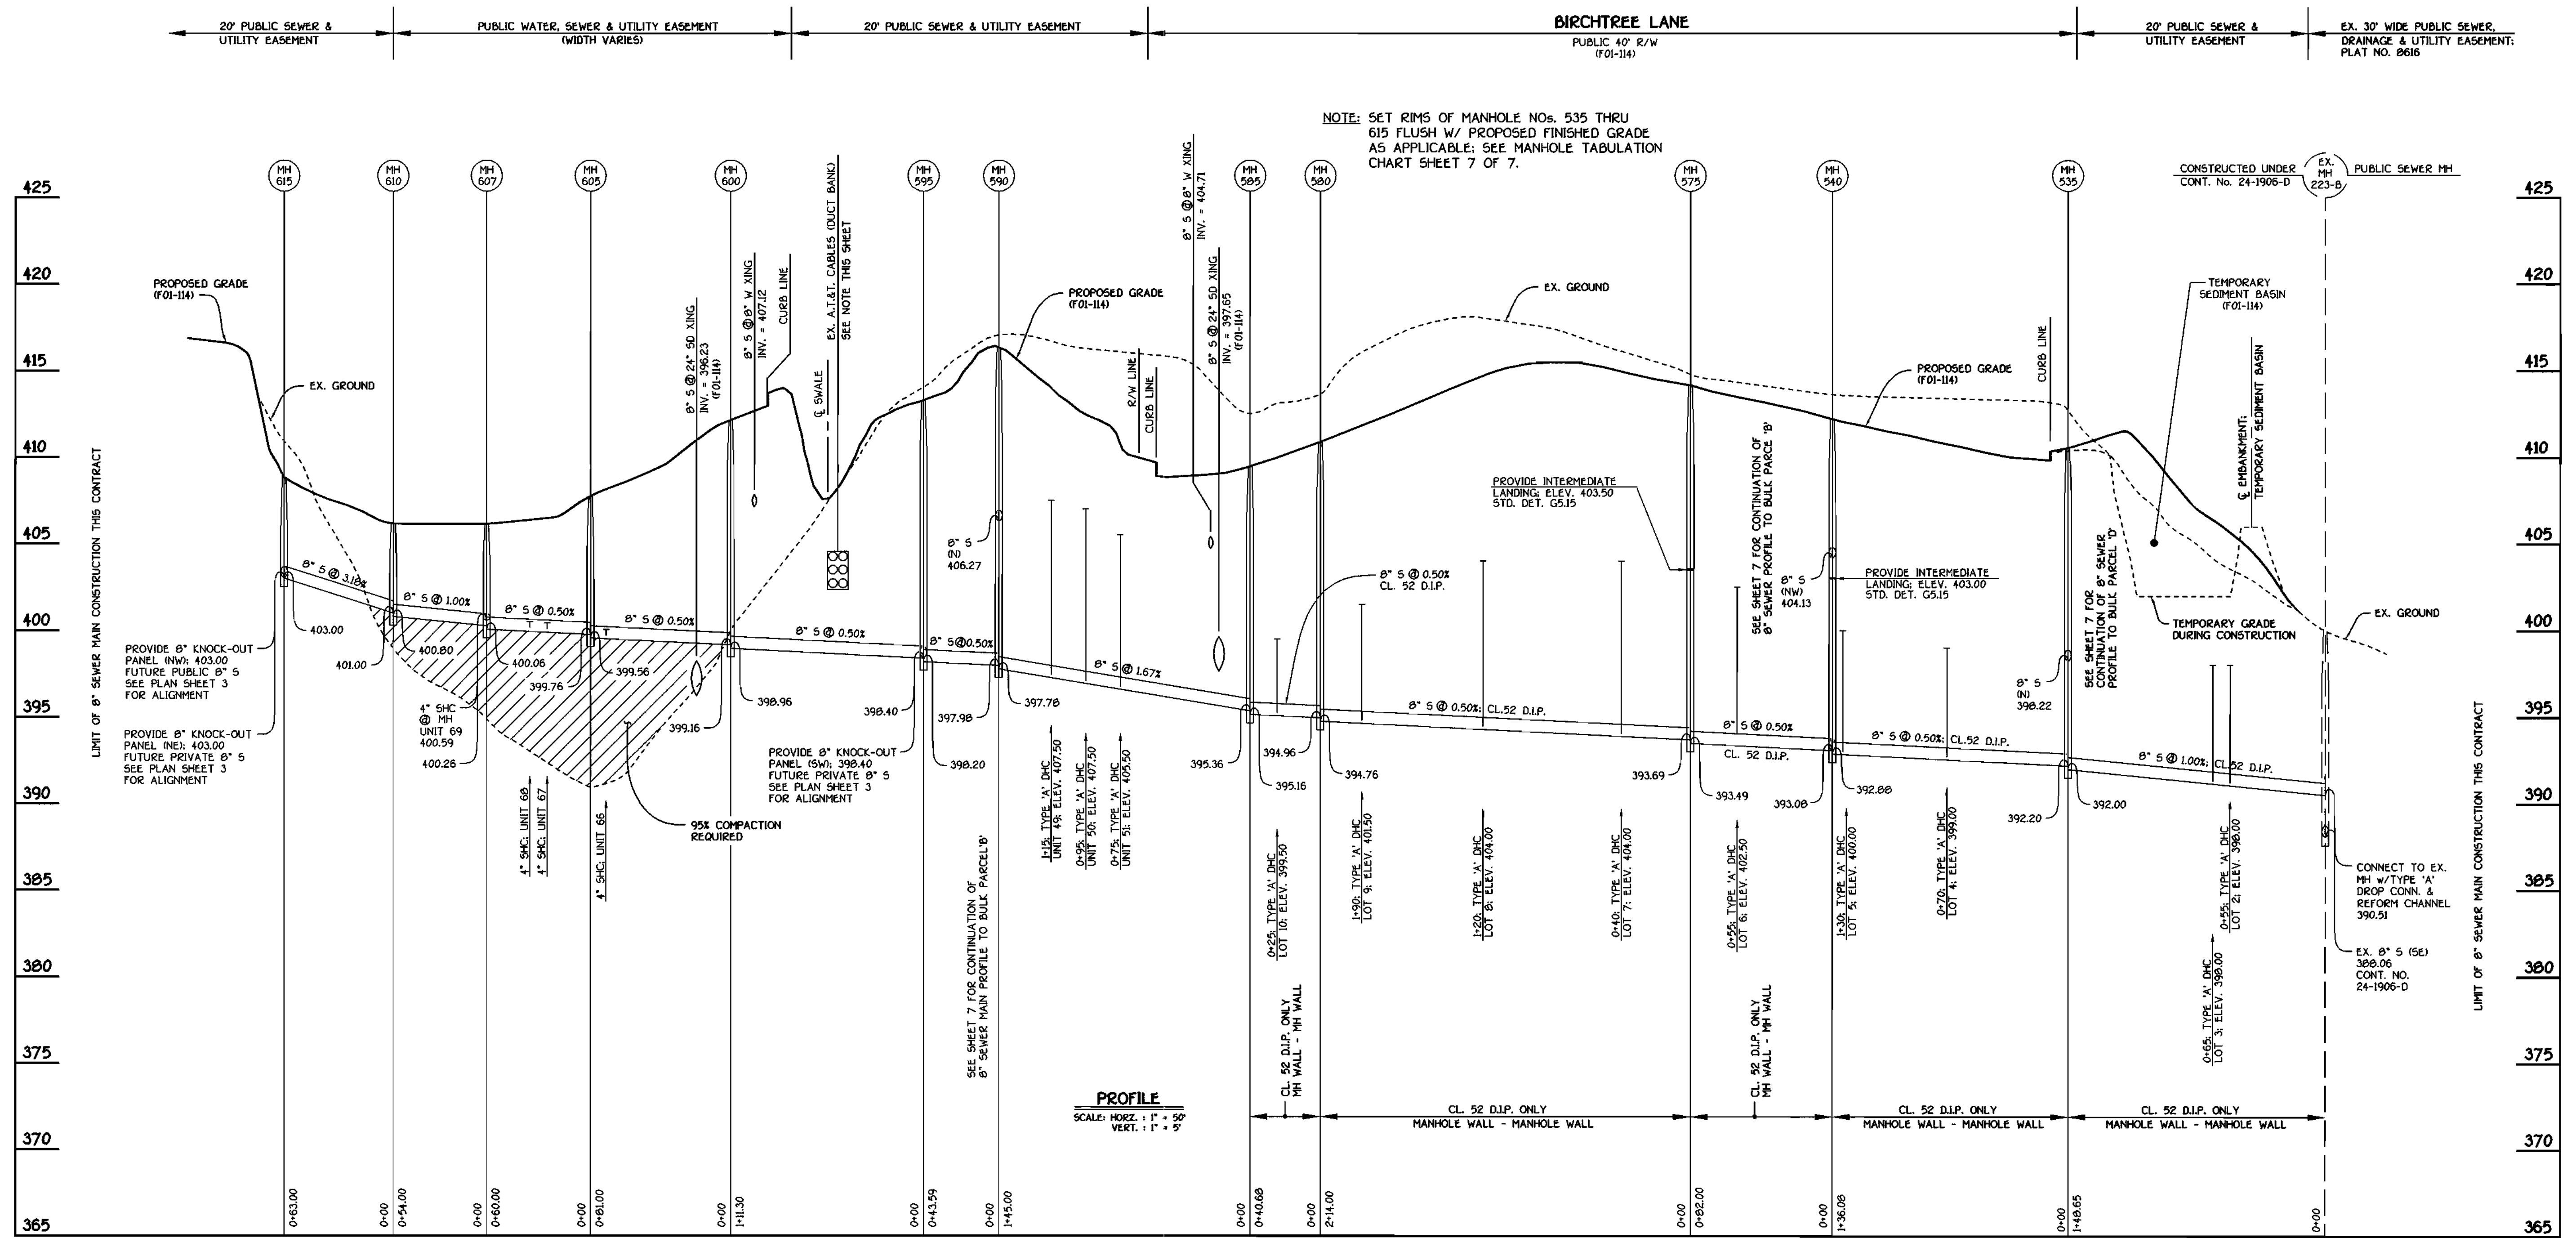 20' PUBLIC SEWER &
UTILITY EASEMENT
PUBLIC WATER, SEWER & UTILITY EASEMENT
(WIDTH VARIES)
20' PUBLIC SEWER & UTILITY EASEMENT
BIRCHTREE LANE
PUBLIC 40' R/W
(F01-114)
20' PUBLIC SEWER &
UTILITY EASEMENT
EX. 30' WIDE PUBLIC SEWER,
DRAINAGE & UTILITY EASEMENT;
PLAT NO. 8616
NOTE: SET RIMS OF MANHOLE NOs. 535 THRU
615 FLUSH W/ PROPOSED FINISHED GRADE
AS APPLICABLE; SEE MANHOLE TABULATION
CHART SHEET 7 OF 7.
MH
615
MH
610
MH
607
MH
605
MH
600
MH
595
MH
590
MH
585
MH
580
MH
575
MH
540
MH
535
CONSTRUCTED UNDER
CONT. No. 24-1906-D
EX.
MH
223-B
PUBLIC SEWER MH
425
420
415
410
405
400
395
390
385
380
375
370
365
425
420
415
410
405
400
395
390
385
380
375
370
365
LIMIT OF 8" SEWER MAIN CONSTRUCTION THIS CONTRACT
PROPOSED GRADE
(F01-114)
EX. GROUND
8" S @ 24" SD XING
INV. = 396.23
(F01-114)
8" S @ 8" W XING
INV. = 407.12
CURB LINE
℄ SWALE
EX. A.T.&T. CABLES (DUCT BANK)
SEE NOTE THIS SHEET
PROPOSED GRADE
(F01-114)
R/W LINE
CURB LINE
8" S @ 8" W XING
INV. = 404.71
8" S @ 24" SD XING
INV. = 397.65
(F01-114)
EX. GROUND
PROVIDE INTERMEDIATE
LANDING; ELEV. 403.50
STD. DET. G5.15
SEE SHEET 7 FOR CONTINUATION OF
8" SEWER PROFILE TO BULK PARCE 'B'
PROPOSED GRADE
(F01-114)
CURB LINE
TEMPORARY
SEDIMENT BASIN
(F01-114)
℄ EMBANKMENT;
TEMPORARY SEDIMENT BASIN
8" S
(N)
406.27
8" S
(NW)
404.13
PROVIDE INTERMEDIATE
LANDING; ELEV. 403.00
STD. DET. G5.15
SEE SHEET 7 FOR
CONTINUATION OF 8" SEWER
PROFILE TO BULK PARCEL 'D'
TEMPORARY GRADE
DURING CONSTRUCTION
EX. GROUND
8" S
(N)
398.22
8" S @ 3.18%
8" S @ 1.00%
8" S @ 0.50%
8" S @ 0.50%
8" S @ 0.50%
8" S @0.50%
8" S @ 1.67%
8" S @ 0.50%
CL. 52 D.I.P.
8" S @ 0.50%; CL.52 D.I.P.
8" S @ 0.50%
CL. 52 D.I.P.
8" S @ 0.50%; CL.52 D.I.P.
8" S @ 1.00%; CL.52 D.I.P.
PROVIDE 8" KNOCK-OUT
PANEL (NW); 403.00
FUTURE PUBLIC 8" S
SEE PLAN SHEET 3
FOR ALIGNMENT
PROVIDE 8" KNOCK-OUT
PANEL (NE); 403.00
FUTURE PRIVATE 8" S
SEE PLAN SHEET 3
FOR ALIGNMENT
403.00
401.00
400.80
4" SHC
@ MH
UNIT 69
400.59
400.26
400.06
399.76
399.56
399.16
398.96
398.40
398.20
397.98
397.78
395.36
395.16
394.96
394.76
393.69
393.49
393.08
392.88
392.20
392.00
4" SHC; UNIT 68
4" SHC; UNIT 67
4" SHC; UNIT 66
95% COMPACTION
REQUIRED
PROVIDE 8" KNOCK-OUT
PANEL (SW); 398.40
FUTURE PRIVATE 8" S
SEE PLAN SHEET 3
FOR ALIGNMENT
SEE SHEET 7 FOR CONTINUATION OF
8" SEWER MAIN PROFILE TO BULK PARCEL'B'
1+15; TYPE 'A' DHC
UNIT 49; ELEV. 407.50
0+95; TYPE 'A' DHC
UNIT 50; ELEV. 407.50
0+75; TYPE 'A' DHC
UNIT 51; ELEV. 405.50
0+25; TYPE 'A' DHC
LOT 10; ELEV. 399.50
1+90; TYPE 'A' DHC
LOT 9; ELEV. 401.50
1+20; TYPE 'A' DHC
LOT 8; ELEV. 404.00
0+40; TYPE 'A' DHC
LOT 7; ELEV. 404.00
0+55; TYPE 'A' DHC
LOT 6; ELEV. 402.50
1+30; TYPE 'A' DHC
LOT 5; ELEV. 400.00
0+70; TYPE 'A' DHC
LOT 4; ELEV. 399.00
0+65; TYPE 'A' DHC
LOT 3; ELEV. 398.00
0+55; TYPE 'A' DHC
LOT 2; ELEV. 398.00
CONNECT TO EX.
MH w/TYPE 'A'
DROP CONN. &
REFORM CHANNEL
390.51
EX. 8" S (SE)
388.06
CONT. NO.
24-1906-D
LIMIT OF 8" SEWER MAIN CONSTRUCTION THIS CONTRACT
PROFILE
SCALE: HORZ. : 1" = 50'
VERT. : 1" = 5'
CL. 52 D.I.P. ONLY
MH WALL - MH WALL
CL. 52 D.I.P. ONLY
MANHOLE WALL - MANHOLE WALL
CL. 52 D.I.P. ONLY
MH WALL - MH WALL
CL. 52 D.I.P. ONLY
MANHOLE WALL - MANHOLE WALL
CL. 52 D.I.P. ONLY
MANHOLE WALL - MANHOLE WALL
0+63.00
0+00
0+54.00
0+00
0+60.00
0+00
0+81.00
0+00
1+11.30
0+00
0+43.59
0+00
1+45.00
0+00
0+40.68
0+00
2+14.00
0+00
0+82.00
0+00
1+36.08
0+00
1+48.65
0+00